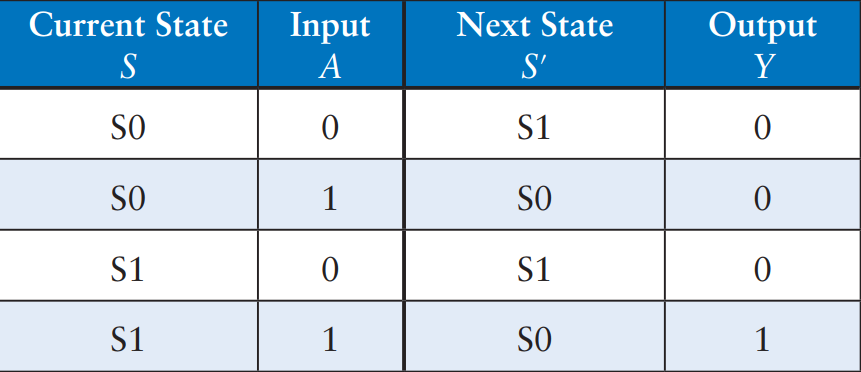 Current State Input Next State Output
S A S′ Y
S0 0 S1 0
S0 1 S0 0
S1 0 S1 0
S1 1 S0 1